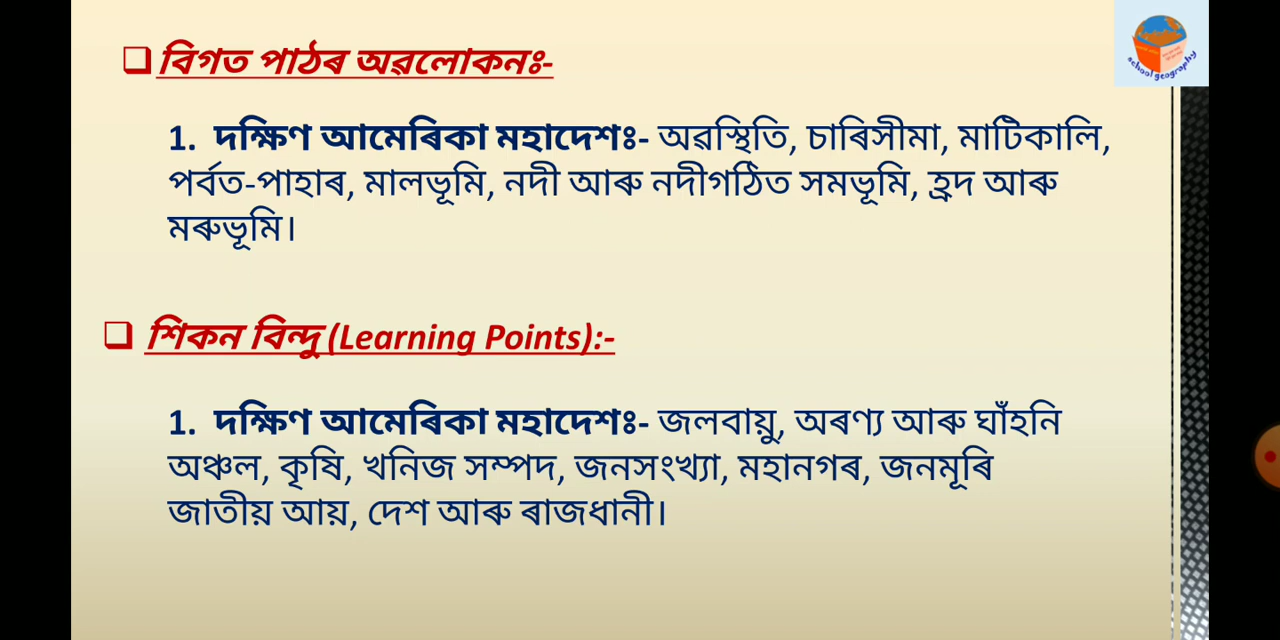 বিগত পাঠৰ অৱলোকনঃ-
1. দক্ষিণ আমেৰিকা মহাদেশঃ- অৱস্থিতি, চাৰিসীমা, মাটিকালি,
পৰ্বত-পাহাৰ, মালভূমি, নদী আৰু নদীগঠিত সমভূমি, হ্ৰদ আৰু
মৰুভূমি।
শিকন বিন্দু (Learning Points):-
1. দক্ষিণ আমেৰিকা মহাদেশঃ- জলবায়ু, অৰণ্য আৰু ঘাঁহনি
অঞ্চল, কৃষি, খনিজ সম্পদ, জনসংখ্যা, মহানগৰ, জনমূৰি
জাতীয় আয়, দেশ আৰু ৰাজধানী।
school geography